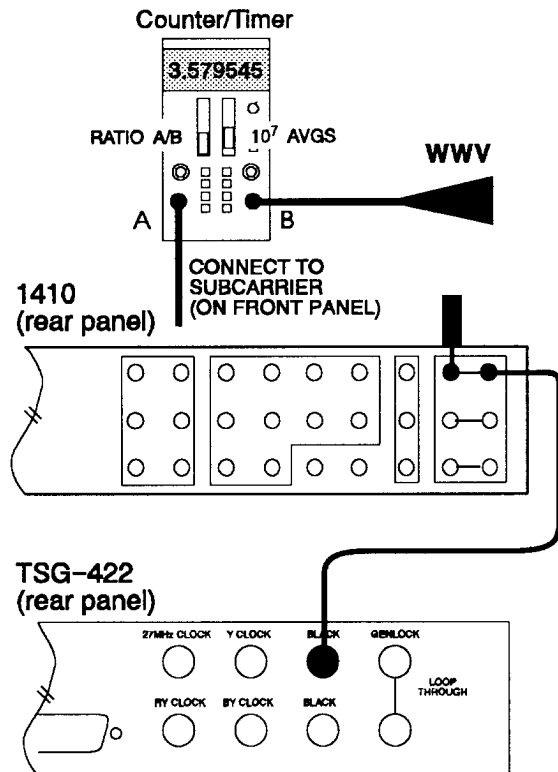 Counter/Timer
3.579545
RATIO A/B
10⁷ AVGS
WWV
A
B
CONNECT TO
SUBCARRIER
(ON FRONT PANEL)
1410
(rear panel)
TSG-422
(rear panel)
27MHz CLOCK
Y CLOCK
BLACK
GENLOCK
LOOP
THROUGH
RY CLOCK
BY CLOCK
BLACK